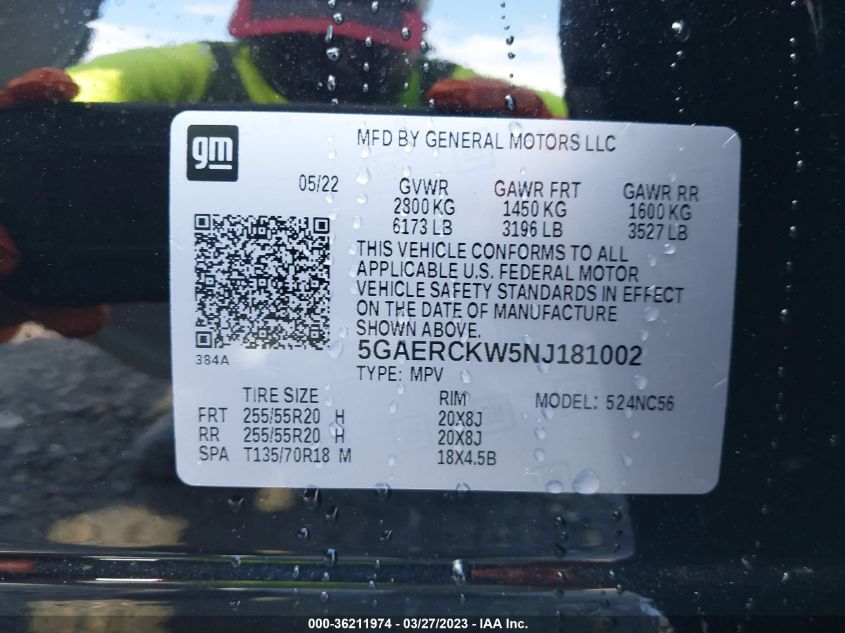 gm
MFD BY GENERAL MOTORS LLC
05/22 GVWR GAWR FRT GAWR RR
2800 KG 1450 KG 1600 KG
6173 LB 3196 LB 3527 LB
THIS VEHICLE CONFORMS TO ALL
APPLICABLE U.S. FEDERAL MOTOR
VEHICLE SAFETY STANDARDS IN EFFECT
ON THE DATE OF MANUFACTURE
SHOWN ABOVE.
384A
5GAERCKW5NJ181002
TYPE: MPV
TIRE SIZE RIM MODEL: 524NC56
FRT 255/55R20 H 20X8J
RR 255/55R20 H 20X8J
SPA T135/70R18 M 18X4.5B
000-36211974 - 03/27/2023 - IAA Inc.